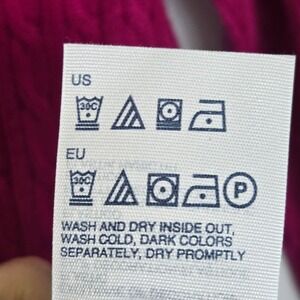 US
30C
EU
30C P
WASH AND DRY INSIDE OUT,
WASH COLD, DARK COLORS
SEPARATELY, DRY PROMPTLY